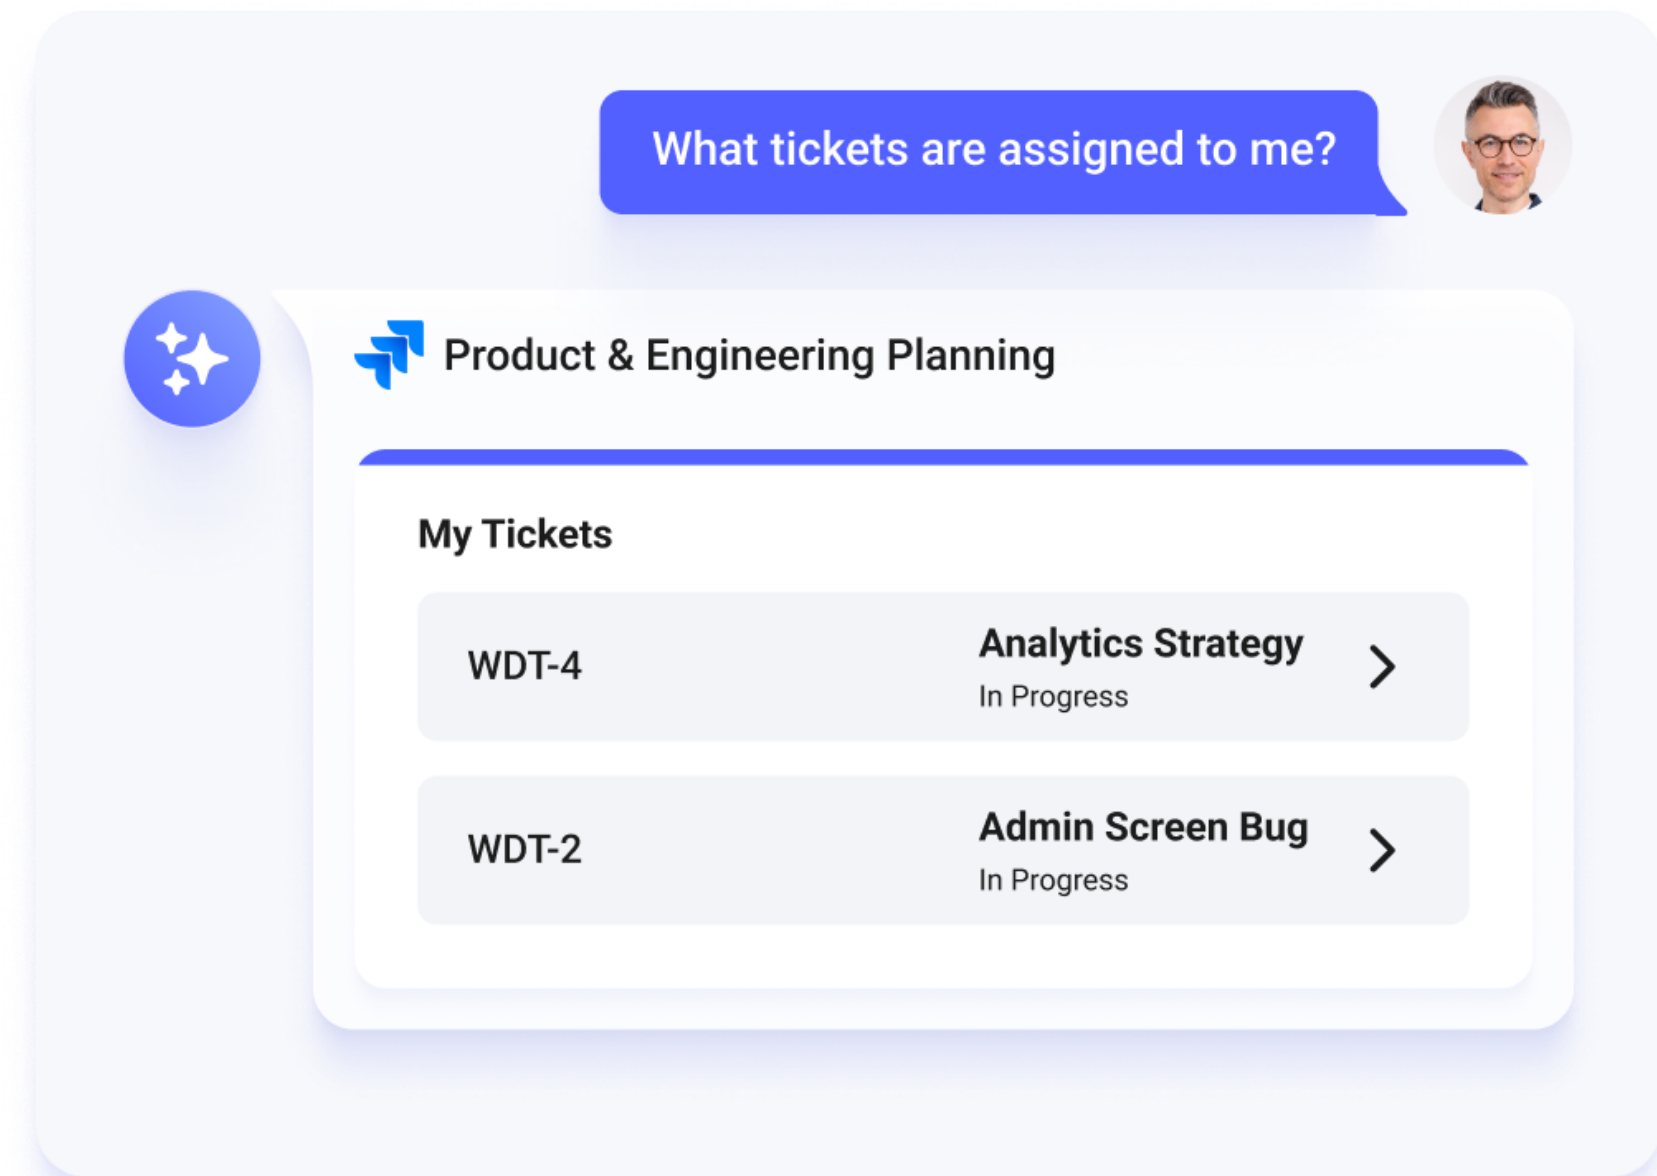 What tickets are assigned to me?
Product & Engineering Planning
My Tickets
WDT-4
Analytics Strategy
In Progress
WDT-2
Admin Screen Bug
In Progress